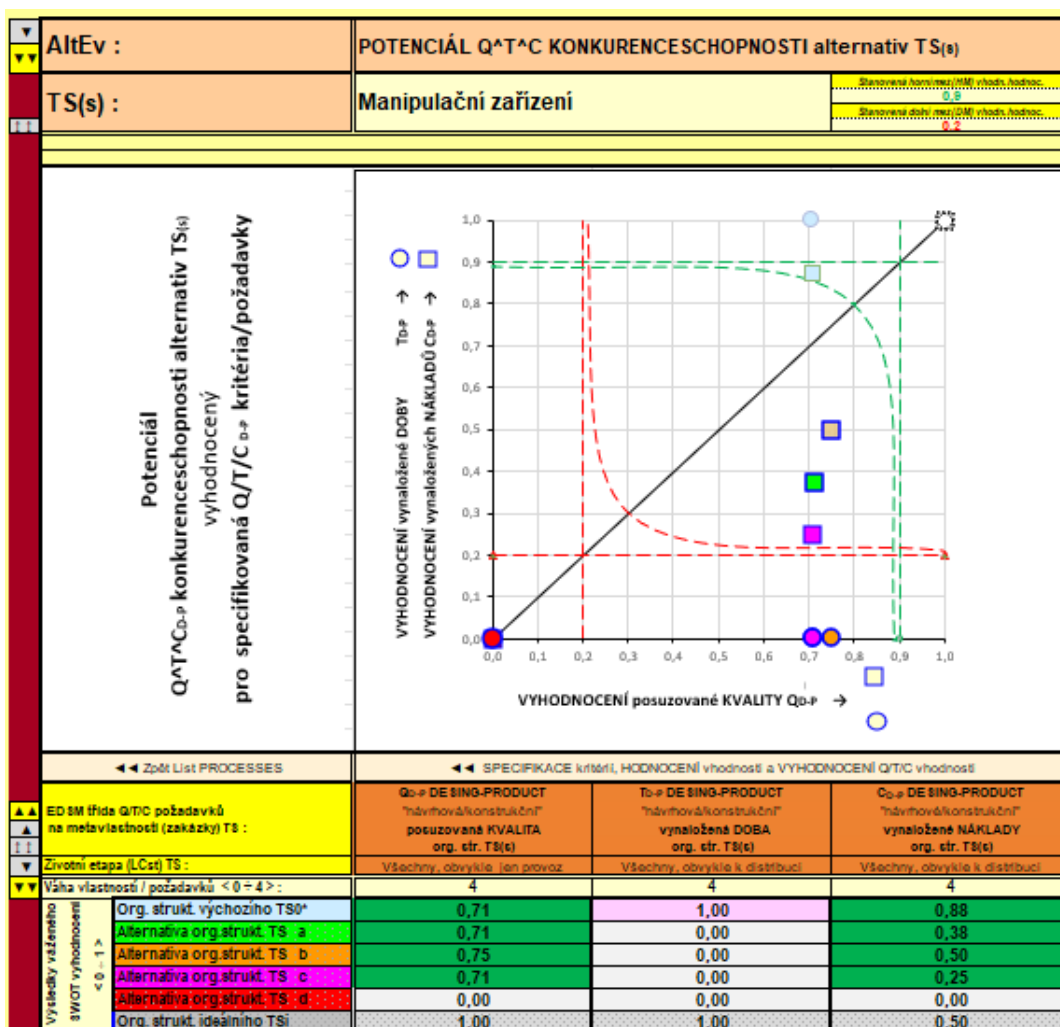 AltEv :
POTENCIÁL Q^T^C KONKURENCESCHOPNOSTI alternativ TS(s)
TS(s) :
Manipulační zařízení
Stanovená horní mez (HM) vhodn. hodnoc.
0,9
Stanovená dolní mez (DM) vhodn. hodnoc.
0,2
Potenciál
Q^T^CD-P konkurenceschopnosti alternativ TS(s)
vyhodnocený
pro specifikovaná Q/T/C D-P kritéria/požadavky
VYHODNOCENÍ vynaložené DOBY TD-P →
VYHODNOCENÍ vynaložených NÁKLADŮ CD-P →
1,0
0,9
0,8
0,7
0,6
0,5
0,4
0,3
0,2
0,1
0,0
0,0 0,1 0,2 0,3 0,4 0,5 0,6 0,7 0,8 0,9 1,0
VYHODNOCENÍ posuzované KVALITY QD-P →
◄◄ Zpět List PROCESSES
◄◄ SPECIFIKACE kritérií, HODNOCENÍ vhodnosti a VYHODNOCENÍ Q/T/C vhodnosti
EDSM třída Q/T/C požadavků
na metavlastnosti (zakázky) TS :
QD-P DESING-PRODUCT
"návrhová/konstrukční"
posuzovaná KVALITA
org. str. TS(s)
TD-P DESING-PRODUCT
"návrhová/konstrukční"
vynaložená DOBA
org. str. TS(s)
CD-P DESING-PRODUCT
"návrhová/konstrukční"
vynaložené NÁKLADY
org. str. TS(s)
Životní etapa (LCst) TS :
Všechny, obvykle jen provoz
Všechny, obvykle k distribuci
Všechny, obvykle k distribuci
Váha vlastností / požadavků < 0 ÷ 4 > :
4 4 4
Výsledky váženého
SWOT vyhodnocení
< 0 – 1 >
Org. strukt. výchozího TS0* 0,71 1,00 0,88
Alternativa org.strukt. TS a 0,71 0,00 0,38
Alternativa org.strukt. TS b 0,75 0,00 0,50
Alternativa org.strukt. TS c 0,71 0,00 0,25
Alternativa org.strukt. TS d 0,00 0,00 0,00
Org. strukt. ideálního TSi 1,00 1,00 0,50